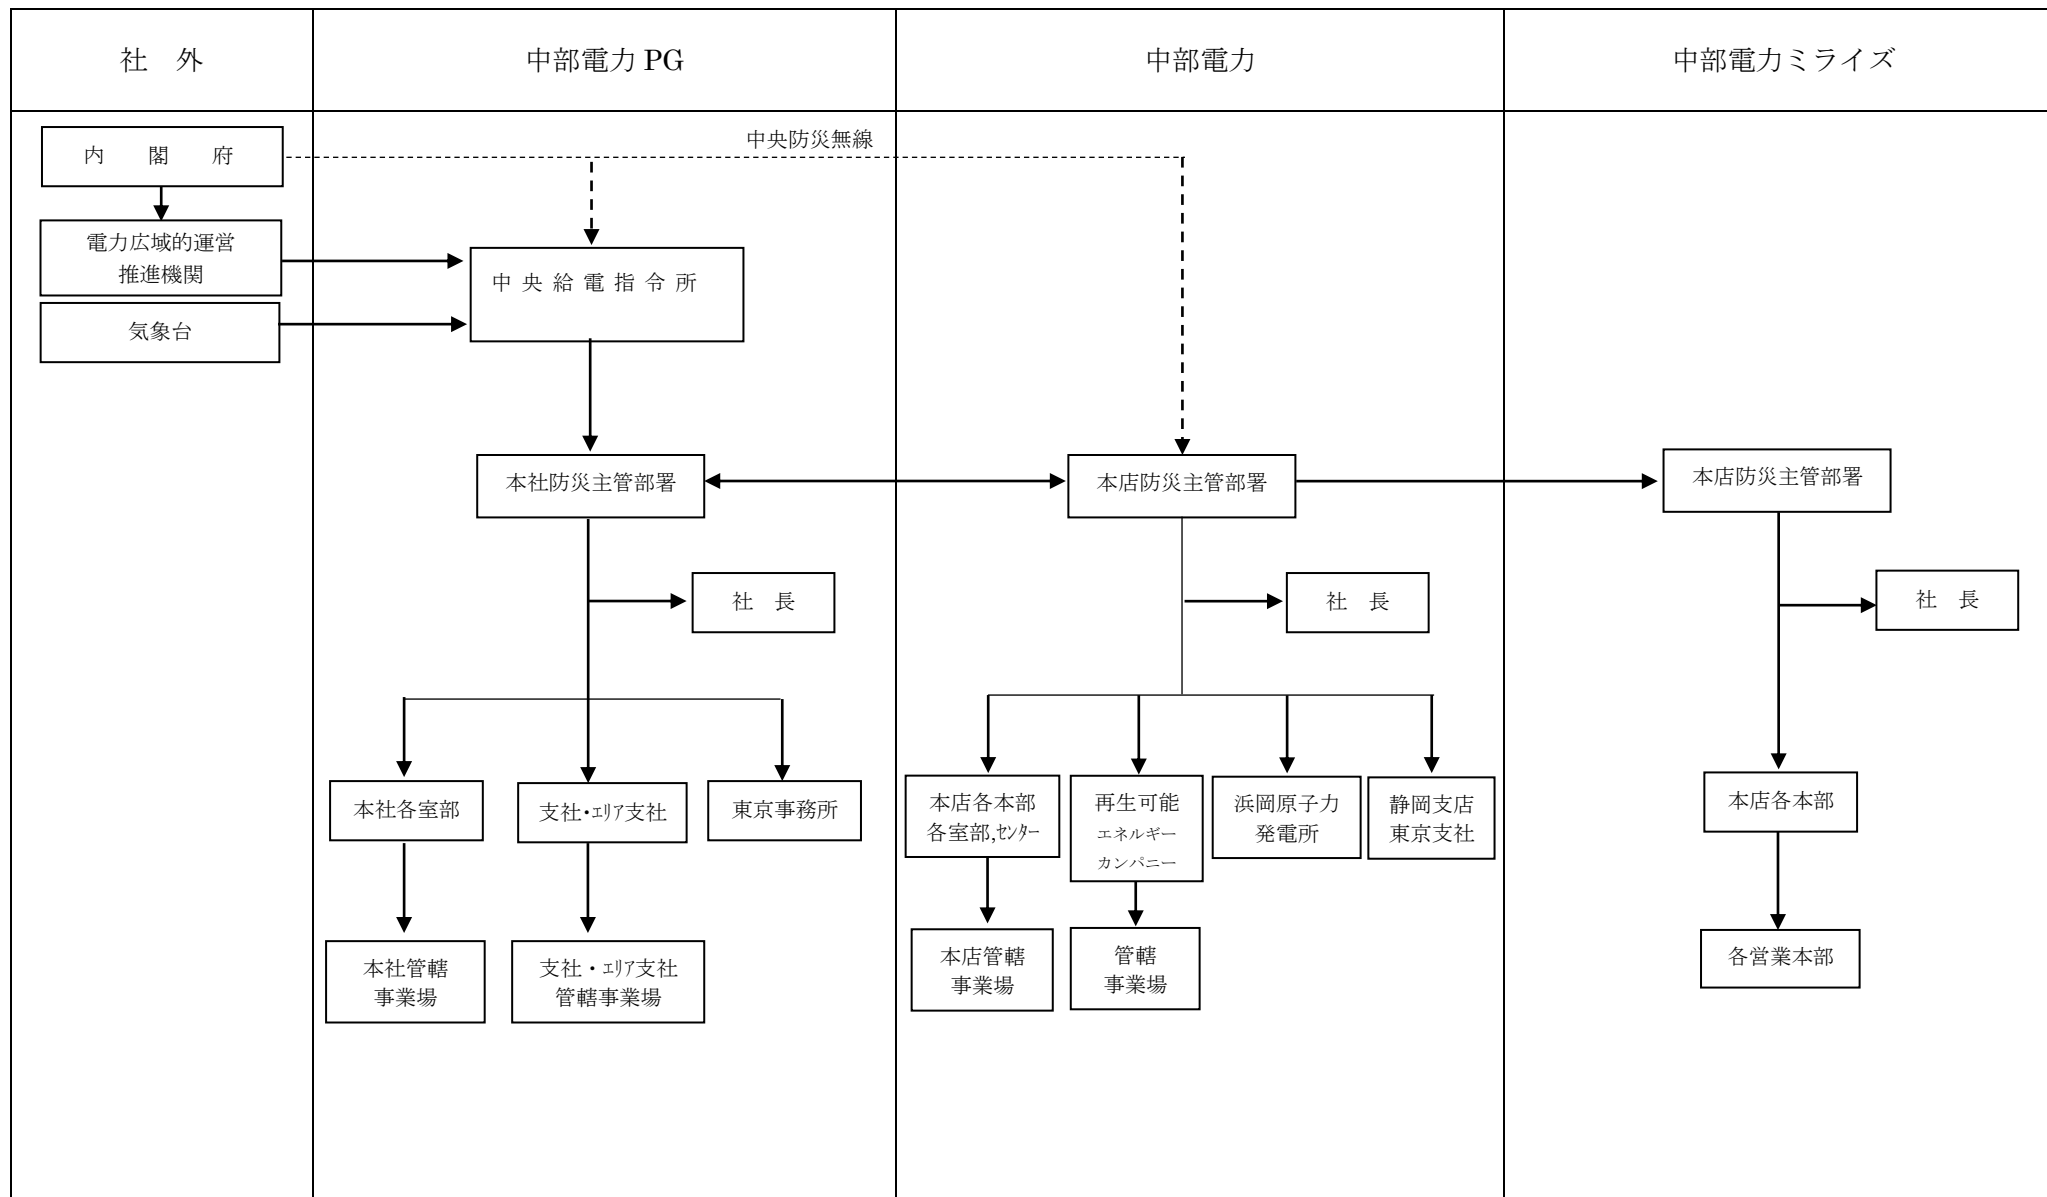 社　外
中部電力 PG
中部電力
中部電力ミライズ
中央防災無線
内　閣　府
電力広域的運営
推進機関
気象台
中 央 給 電 指 令 所
本社防災主管部署
本店防災主管部署
本店防災主管部署
社　長
社　長
社　長
本社各室部
支社・ｴﾘｱ支社
東京事務所
本店各本部
各室部,ｾﾝﾀｰ
再生可能
エネルギー
カンパニー
浜岡原子力
発電所
静岡支店
東京支社
本店各本部
本社管轄
事業場
支社・ｴﾘｱ支社
管轄事業場
本店管轄
事業場
管轄
事業場
各営業本部